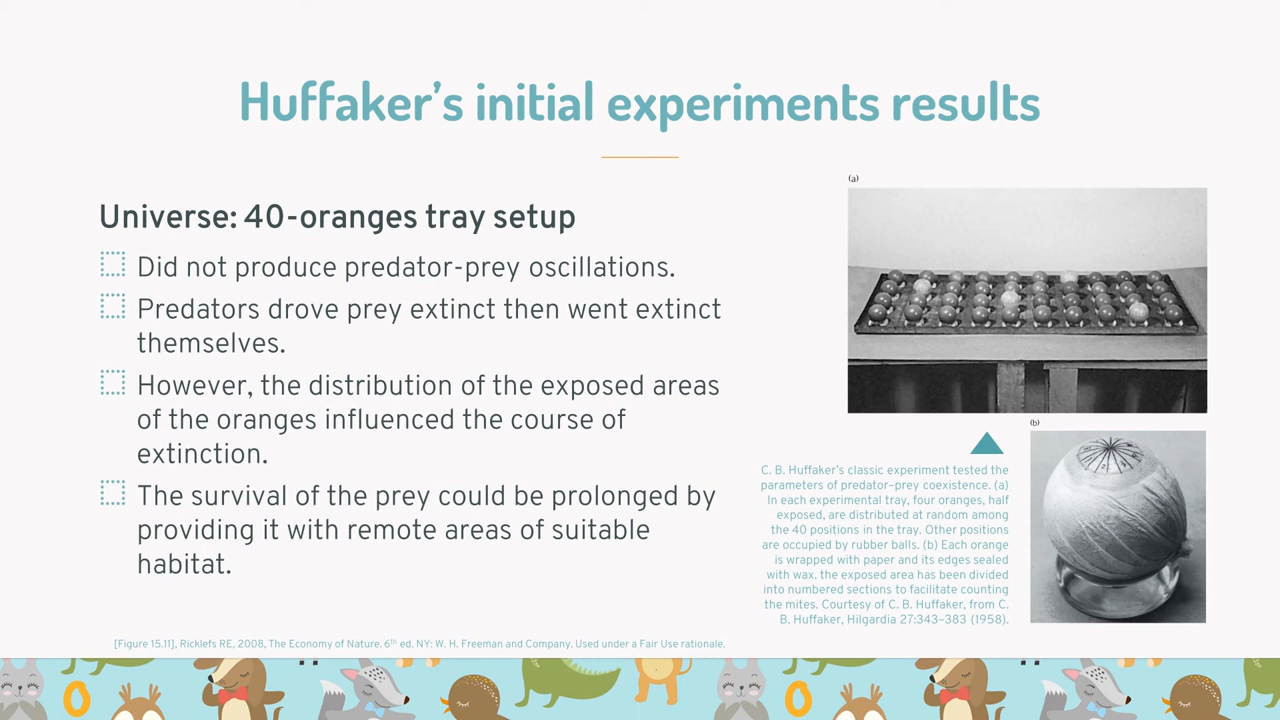 Huffaker’s initial experiments results
Universe: 40-oranges tray setup
Did not produce predator-prey oscillations.
Predators drove prey extinct then went extinct
themselves.
However, the distribution of the exposed areas
of the oranges influenced the course of
extinction.
The survival of the prey could be prolonged by
providing it with remote areas of suitable
habitat.
(a)
(b)
C. B. Huffaker’s classic experiment tested the
parameters of predator–prey coexistence. (a)
In each experimental tray, four oranges, half
exposed, are distributed at random among
the 40 positions in the tray. Other positions
are occupied by rubber balls. (b) Each orange
is wrapped with paper and its edges sealed
with wax. the exposed area has been divided
into numbered sections to facilitate counting
the mites. Courtesy of C. B. Huffaker, from C.
B. Huffaker, Hilgardia 27:343–383 (1958).
[Figure 15.11], Ricklefs RE, 2008, The Economy of Nature. 6th ed. NY: W. H. Freeman and Company. Used under a Fair Use rationale.